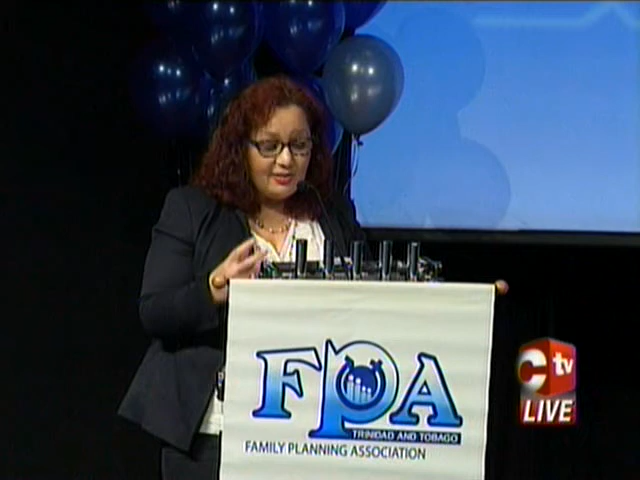 FPA
TRINIDAD AND TOBAGO
FAMILY PLANNING ASSOCIATION
C tv
LIVE